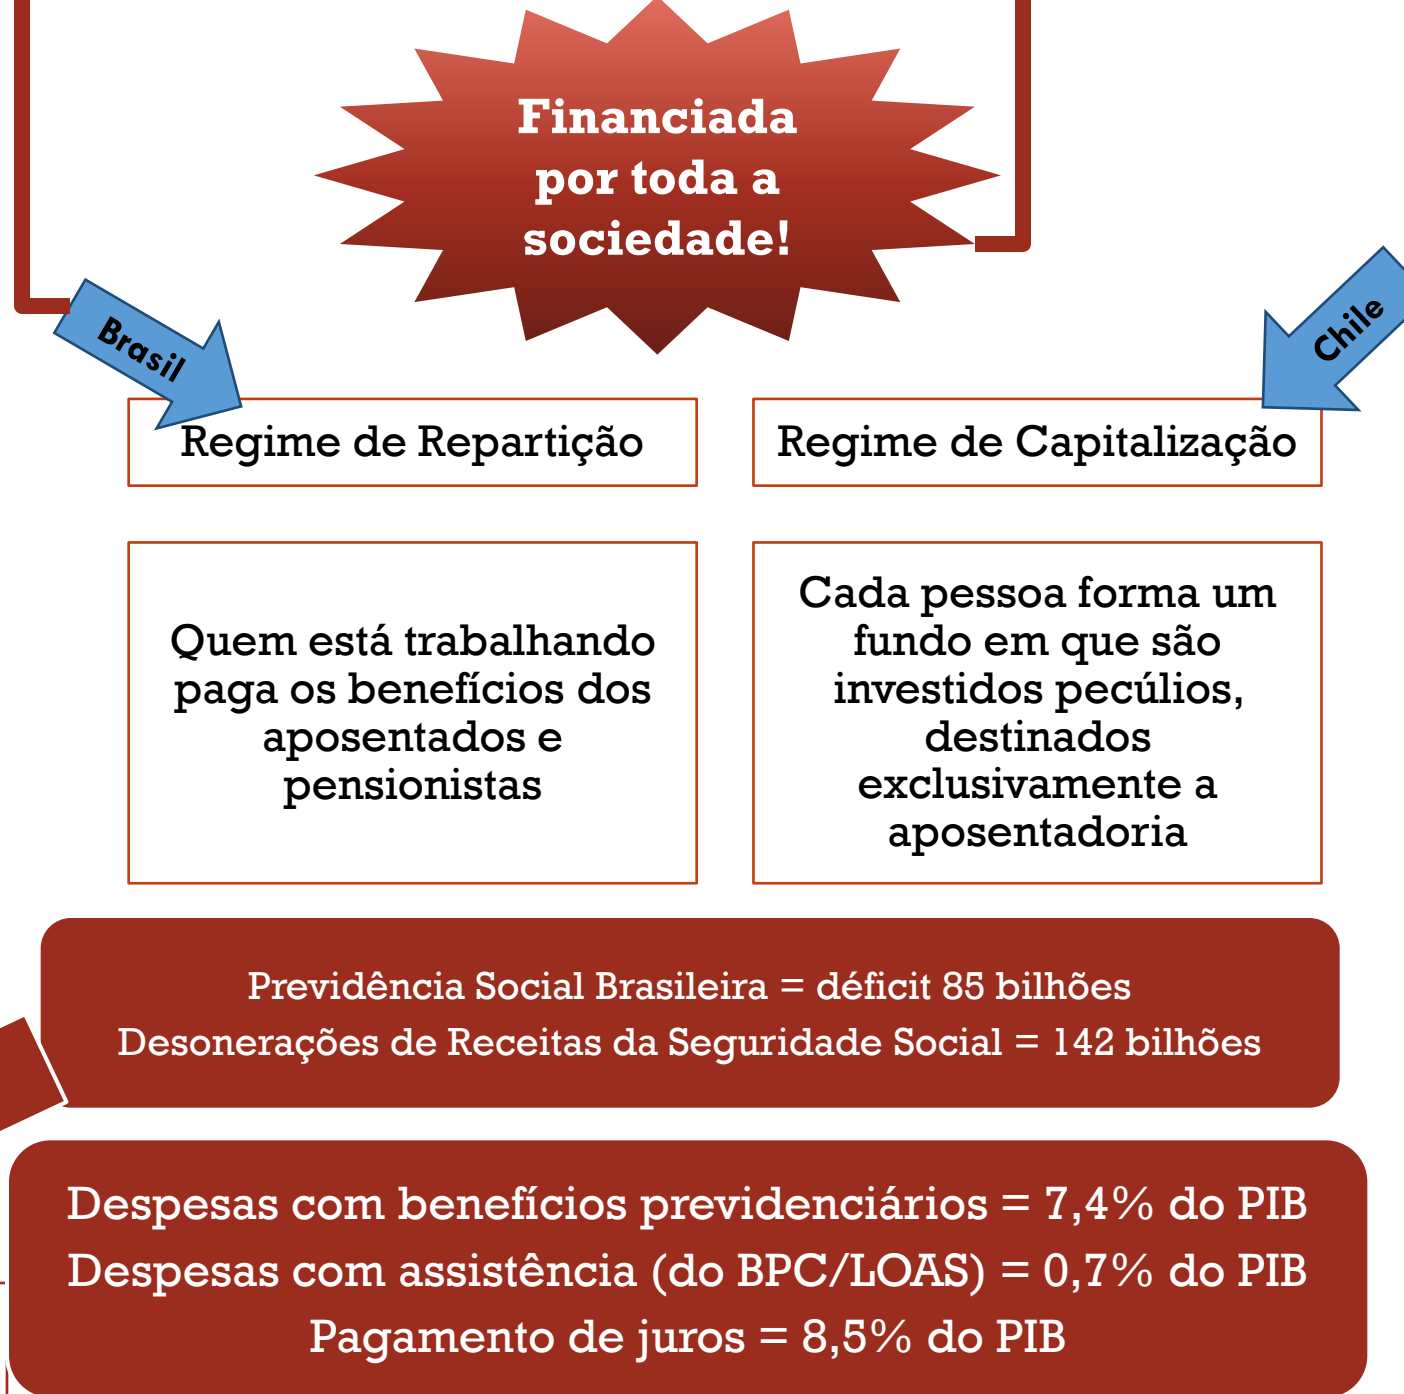 Financiada
por toda a
sociedade!
Brasil
Chile
Regime de Repartição
Regime de Capitalização
Quem está trabalhando
paga os benefícios dos
aposentados e
pensionistas
Cada pessoa forma um
fundo em que são
investidos pecúlios,
destinados
exclusivamente a
aposentadoria
Previdência Social Brasileira = déficit 85 bilhões
Desonerações de Receitas da Seguridade Social = 142 bilhões
Despesas com benefícios previdenciários = 7,4% do PIB
Despesas com assistência (do BPC/LOAS) = 0,7% do PIB
Pagamento de juros = 8,5% do PIB